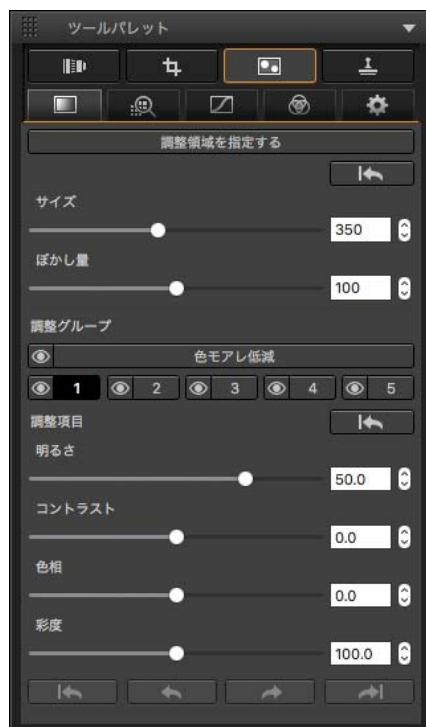 ツールパレット
調整領域を指定する
サイズ
350
ぼかし量
100
調整グループ
色モアレ低減
1 2 3 4 5
調整項目
明るさ
50.0
コントラスト
0.0
色相
0.0
彩度
100.0